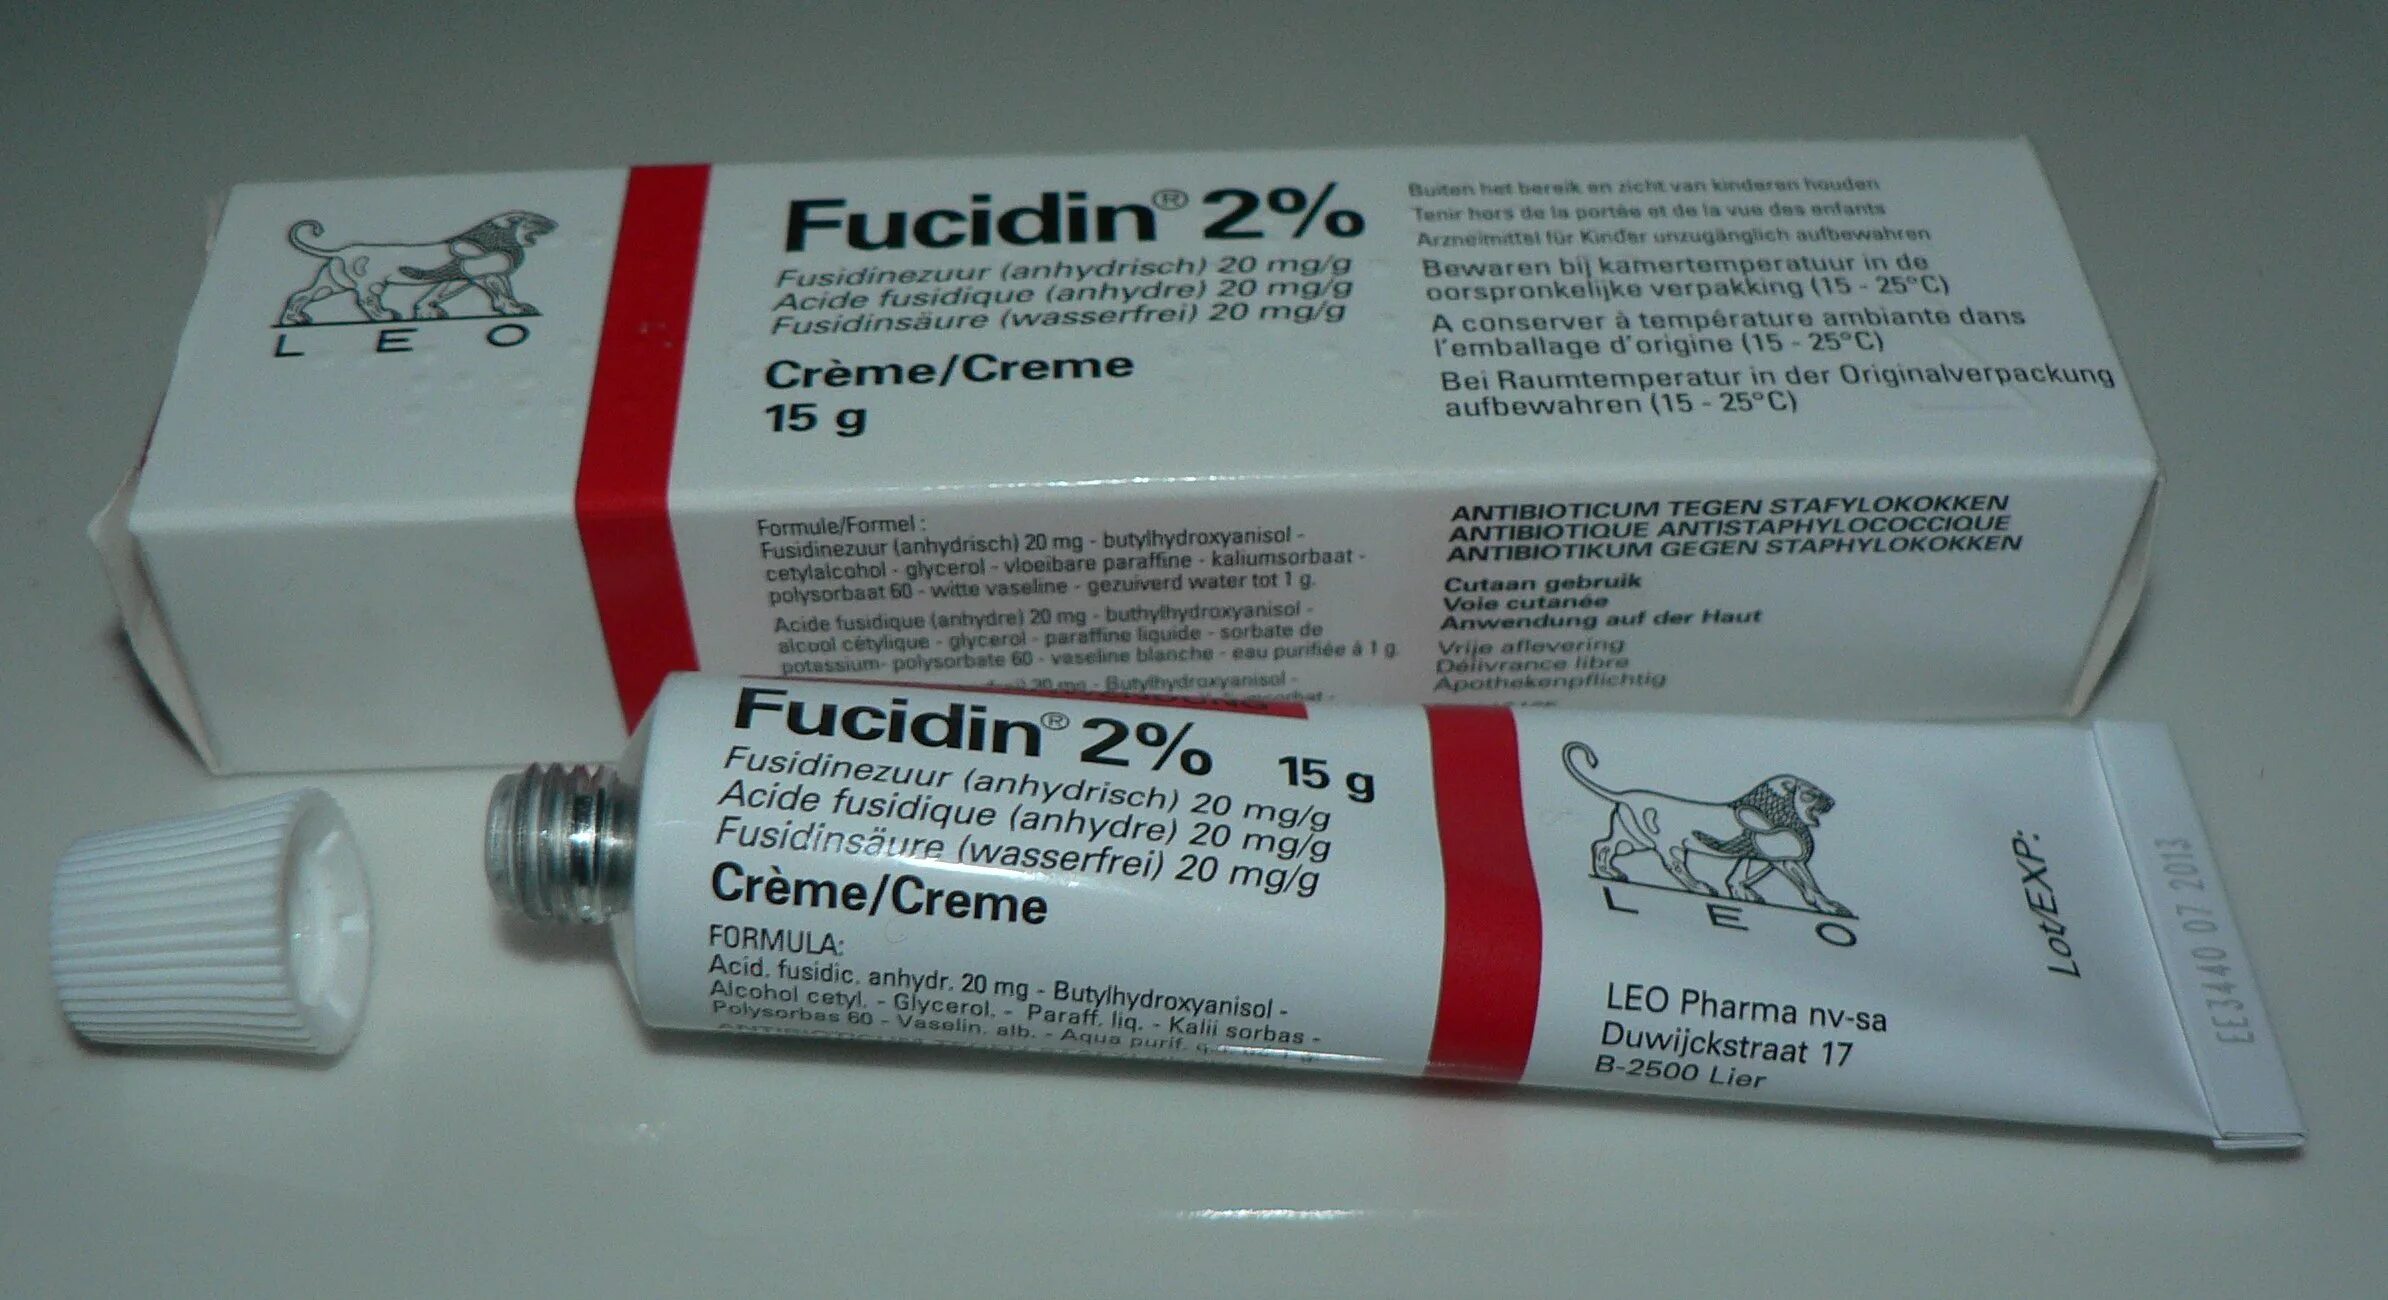 LEO
Fucidin® 2%
Fusidinezuur (anhydrisch) 20 mg/g
Acide fusidique (anhydre) 20 mg/g
Fusidinsäure (wasserfrei) 20 mg/g
Crème/Creme
15 g
Buiten het bereik en zicht van kinderen houden
Tenir hors de la portée et de la vue des enfants
Arzneimittel für Kinder unzugänglich aufbewahren
Bewaren bij kamertemperatuur in de
oorspronkelijke verpakking (15 - 25°C)
A conserver à température ambiante dans
l'emballage d'origine (15 - 25°C)
Bei Raumtemperatur in der Originalverpackung
aufbewahren (15 - 25°C)
Formule/Formel :
Fusidinezuur (anhydrisch) 20 mg - butylhydroxyanisol -
cetylalcohol - glycerol - vloeibare paraffine - kaliumsorbaat -
polysorbaat 60 - witte vaseline - gezuiverd water tot 1 g.
Acide fusidique (anhydre) 20 mg - buthylhydroxyanisol -
alcool cétylique - glycerol - paraffine liquide - sorbate de
potassium- polysorbate 60 - vaseline blanche - eau purifiée à 1 g.
20 mg - Butylhydroxyanisol -
ANTIBIOTICUM TEGEN STAFYLOKOKKEN
ANTIBIOTIQUE ANTISTAPHYLOCOCCIQUE
ANTIBIOTIKUM GEGEN STAPHYLOKOKKEN
Cutaan gebruik
Voie cutanée
Anwendung auf der Haut
Vrije aflevering
Délivrance libre
Apothekenpflichtig
Fucidin® 2% 15 g
Fusidinezuur (anhydrisch) 20 mg/g
Acide fusidique (anhydre) 20 mg/g
Fusidinsäure (wasserfrei) 20 mg/g
Crème/Creme
FORMULA:
Acid. fusidic. anhydr. 20 mg - Butylhydroxyanisol -
Alcohol cetyl. - Glycerol. - Paraff. liq. - Kalii sorbas -
Polysorbas 60 - Vaselin. alb. - Aqua purif.
LEO
LEO Pharma nv-sa
Duwijckstraat 17
B-2500 Lier
Lot/EXP:
EE3440 07 2013